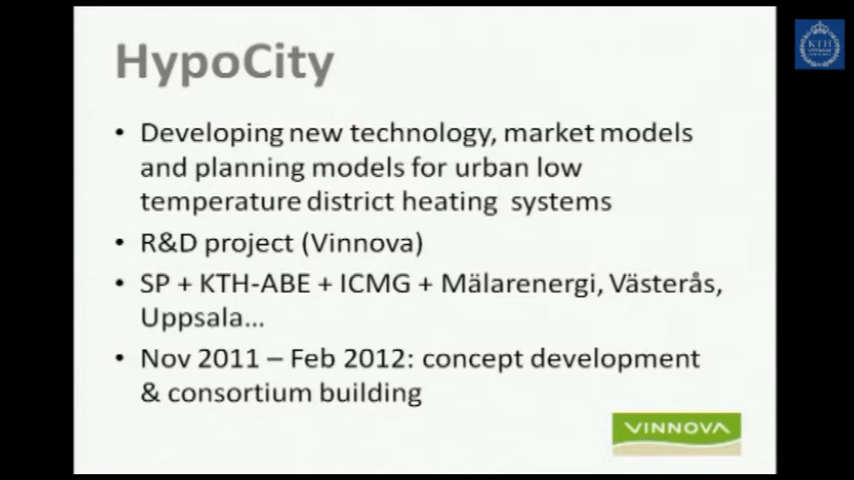 HypoCity
KTH
• Developing new technology, market models
and planning models for urban low
temperature district heating systems
• R&D project (Vinnova)
• SP + KTH-ABE + ICMG + Mälarenergi, Västerås,
Uppsala...
• Nov 2011 – Feb 2012: concept development
& consortium building
VINNOVA